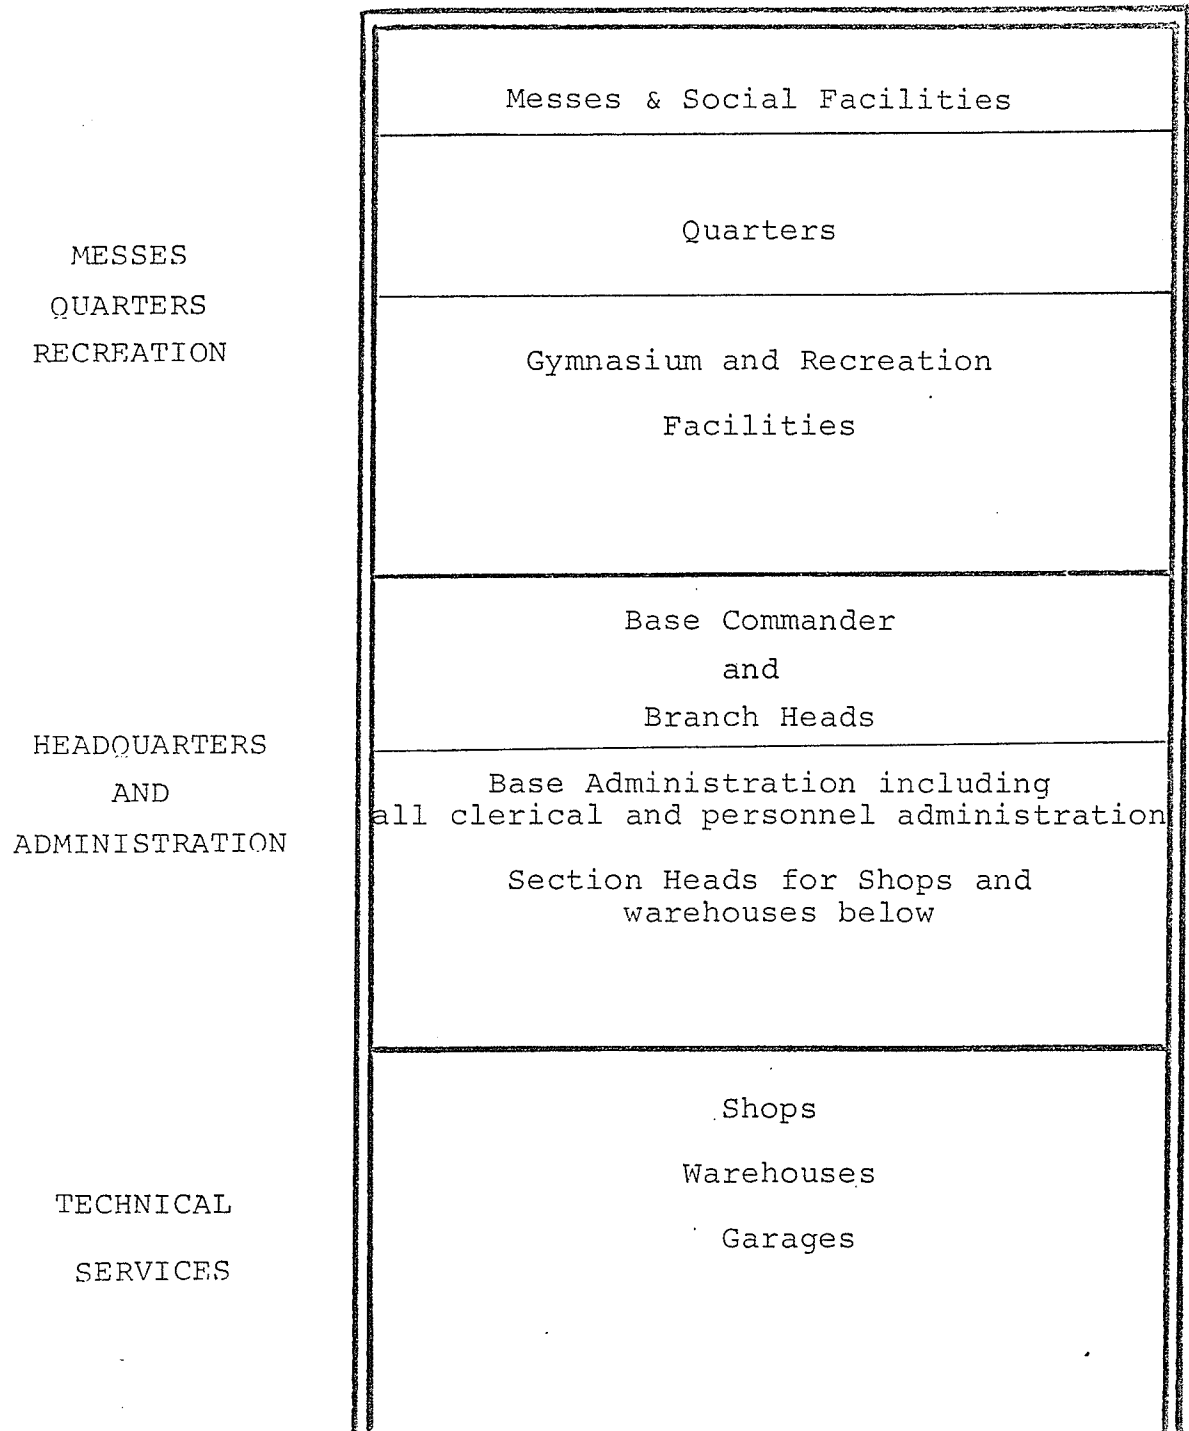 Messes & Social Facilities
Quarters
MESSES
QUARTERS
RECREATION
Gymnasium and Recreation
Facilities
Base Commander
and
Branch Heads
HEADQUARTERS
AND
ADMINISTRATION
Base Administration including
all clerical and personnel administration
Section Heads for Shops and
warehouses below
Shops
Warehouses
Garages
TECHNICAL
SERVICES